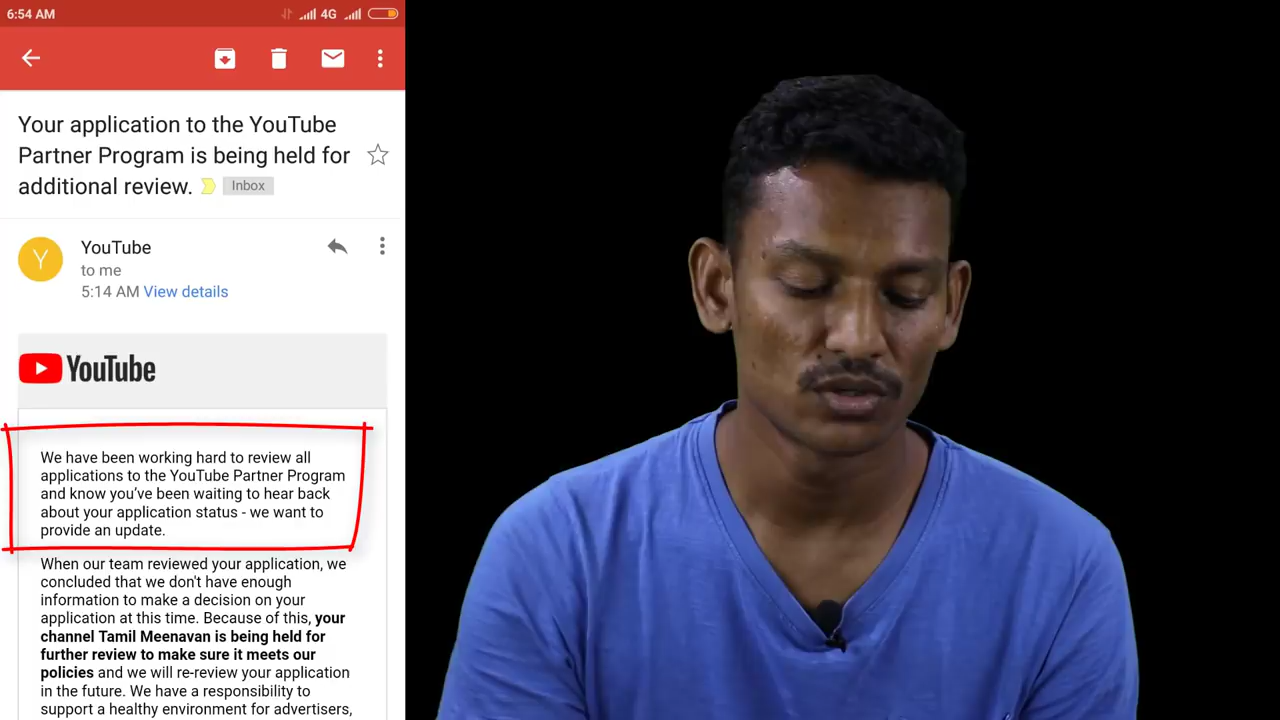 6:54 AM 4G
Your application to the YouTube
Partner Program is being held for
additional review. Inbox
Y YouTube
to me
5:14 AM View details
YouTube
We have been working hard to review all
applications to the YouTube Partner Program
and know you’ve been waiting to hear back
about your application status - we want to
provide an update.
When our team reviewed your application, we
concluded that we don't have enough
information to make a decision on your
application at this time. Because of this, your
channel Tamil Meenavan is being held for
further review to make sure it meets our
policies and we will re-review your application
in the future. We have a responsibility to
support a healthy environment for advertisers,